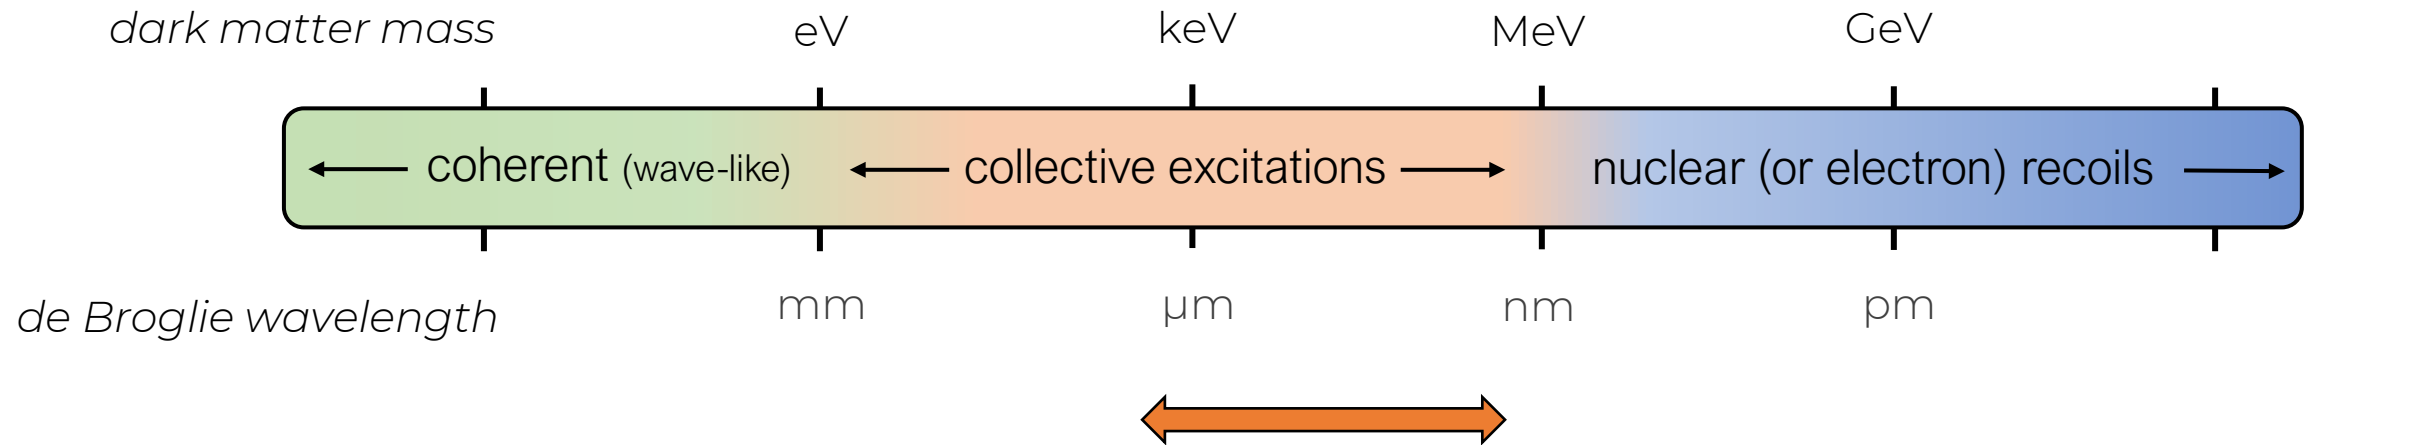 dark matter mass eV keV MeV GeV
coherent (wave-like) collective excitations nuclear (or electron) recoils
de Broglie wavelength mm µm nm pm